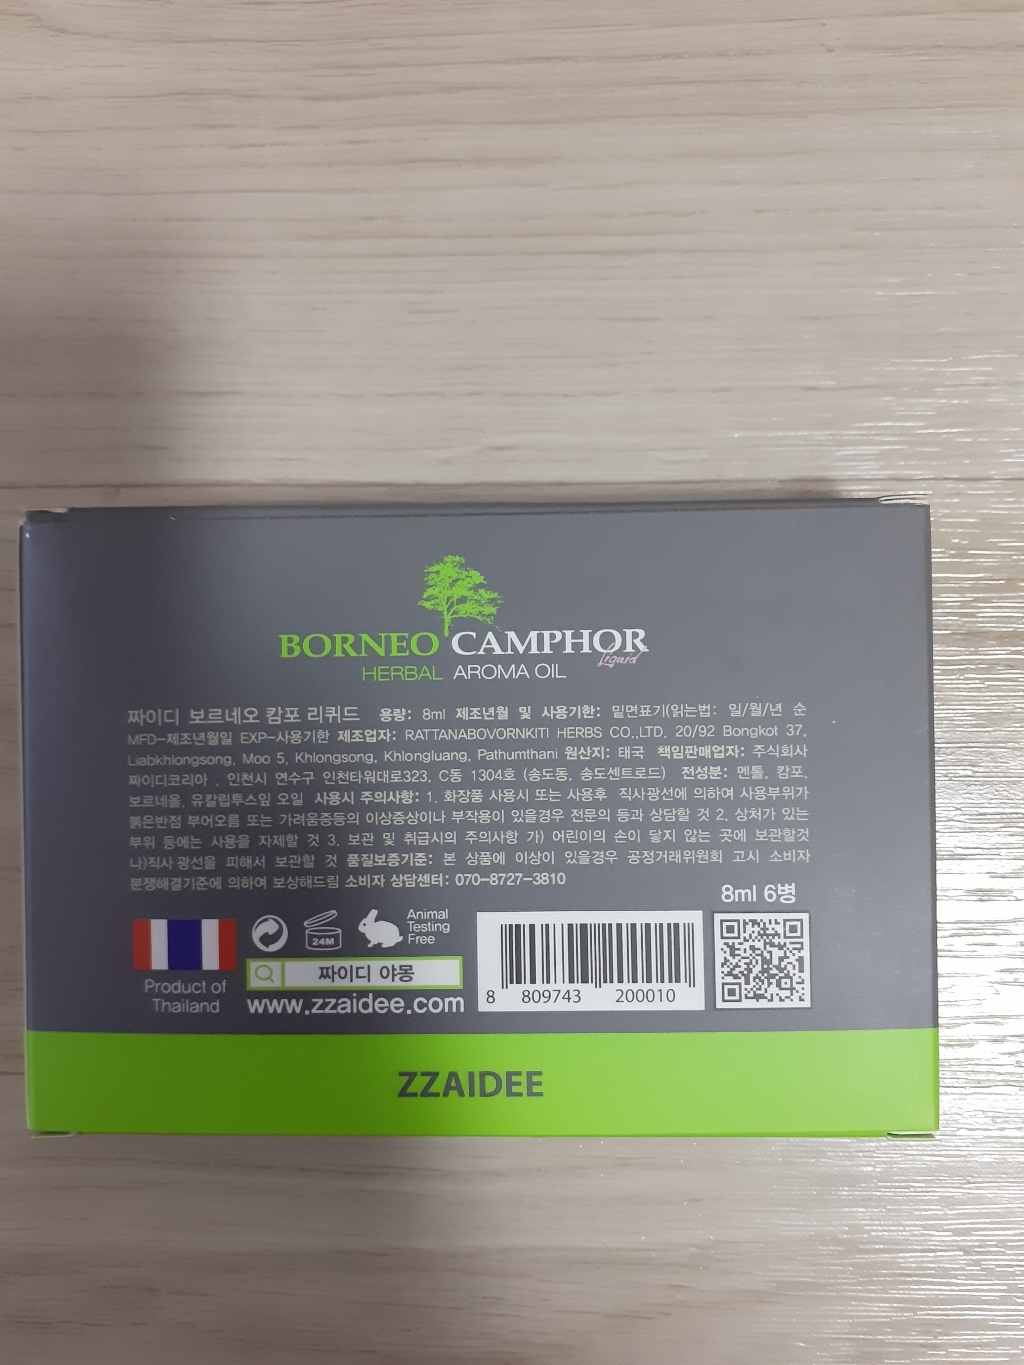 BORNEO CAMPHOR
Liquid
HERBAL AROMA OIL
짜이디 보르네오 캄포 리퀴드 용량: 8ml 제조년월 및 사용기한: 밑면표기(읽는법: 일/월/년 순
MFD-제조년월일 EXP-사용기한 제조업자: RATTANABOVORNKITI HERBS CO.,LTD. 20/92 Bongkot 37,
Liabkhlongsong, Moo 5, Khlongsong, Khlongluang, Pathumthani 원산지: 태국 책임판매업자: 주식회사
짜이디코리아 , 인천시 연수구 인천타워대로323, C동 1304호 (송도동, 송도센트로드) 전성분: 멘톨, 캄포,
보르네올, 유칼립투스잎 오일 사용시 주의사항: 1. 화장품 사용시 또는 사용후 직사광선에 의하여 사용부위가
붉은반점 부어오름 또는 가려움증등의 이상증상이나 부작용이 있을경우 전문의 등과 상담할 것 2. 상처가 있는
부위 등에는 사용을 자제할 것 3. 보관 및 취급시의 주의사항 가) 어린이의 손이 닿지 않는 곳에 보관할것
나)직사 광선을 피해서 보관할 것 품질보증기준: 본 상품에 이상이 있을경우 공정거래위원회 고시 소비자
분쟁해결기준에 의하여 보상해드림 소비자 상담센터: 070-8727-3810
8ml 6병
Product of
Thailand
24M
Animal
Testing
Free
짜이디 야몽
www.zzaidee.com
8 809743 200010
ZZAIDEE